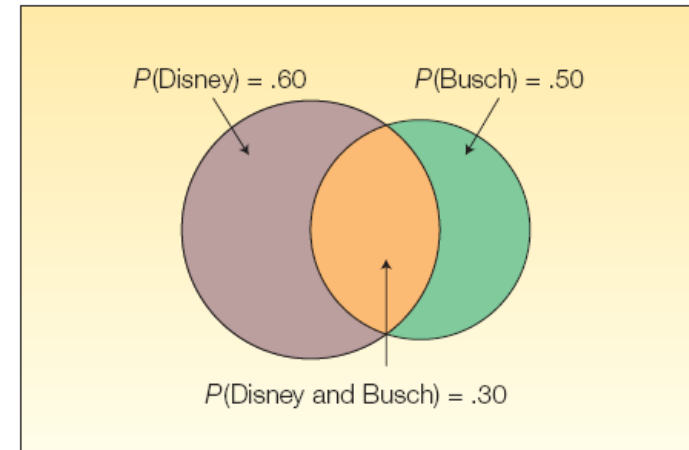 P(Disney) = .60
P(Busch) = .50
P(Disney and Busch) = .30